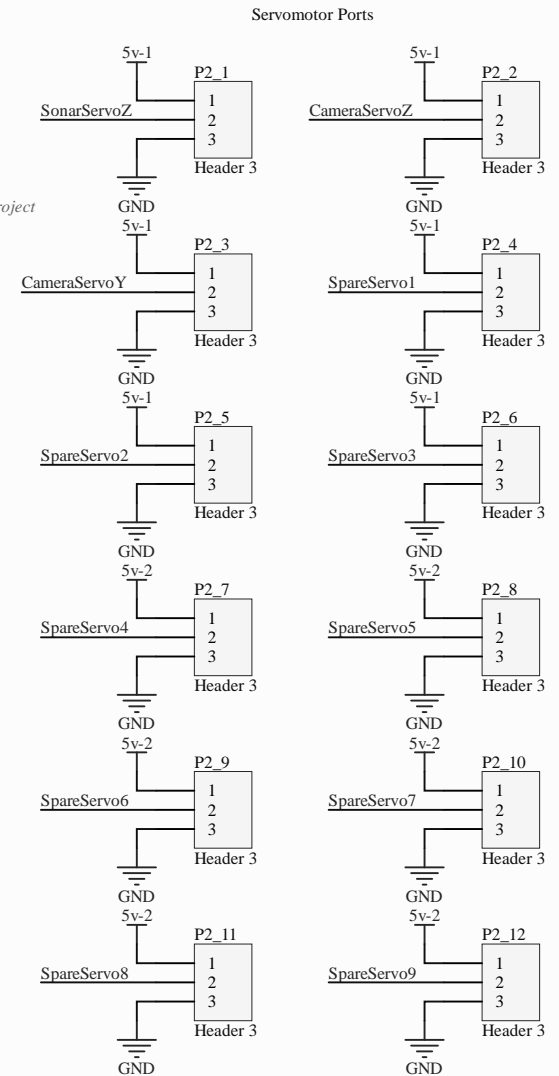 Servomotor Ports
5v-1
P2_1
1
SonarServoZ
2
3
Header 3
GND
5v-1
P2_2
1
CameraServoZ
2
3
Header 3
GND
roject
5v-1
P2_3
1
CameraServoY
2
3
Header 3
GND
5v-1
P2_4
1
SpareServo1
2
3
Header 3
GND
5v-1
P2_5
1
SpareServo2
2
3
Header 3
GND
5v-1
P2_6
1
SpareServo3
2
3
Header 3
GND
5v-2
P2_7
1
SpareServo4
2
3
Header 3
GND
5v-2
P2_8
1
SpareServo5
2
3
Header 3
GND
5v-2
P2_9
1
SpareServo6
2
3
Header 3
GND
5v-2
P2_10
1
SpareServo7
2
3
Header 3
GND
5v-2
P2_11
1
SpareServo8
2
3
Header 3
GND
5v-2
P2_12
1
SpareServo9
2
3
Header 3
GND